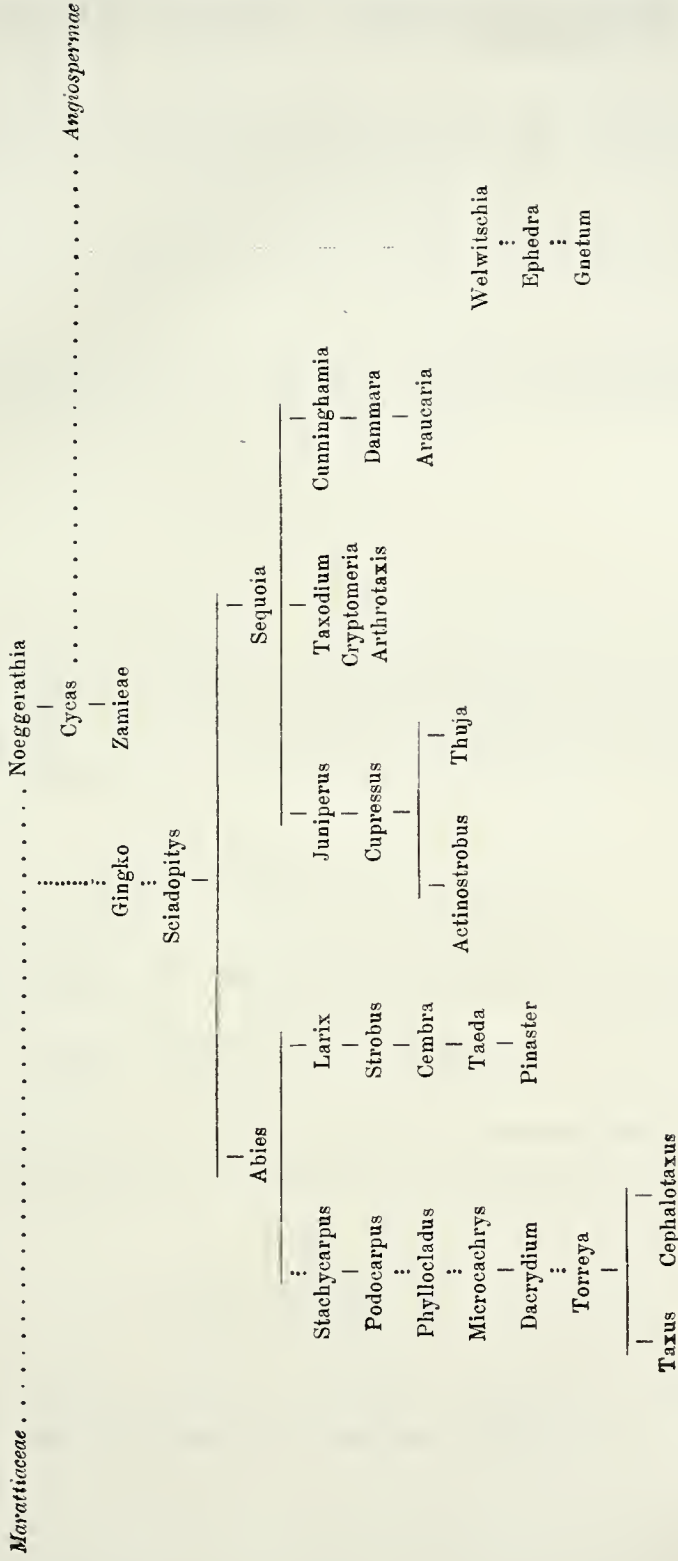 Marattiaceae . . . . . . . . . . . . . . . . . . . . . . . . Noeggerathia
Cycas . . . . . . . . . . . . . . . . . . . . . . . . Angiospermae
Gingko
Zamieae
Sciadopitys
Abies
Sequoia
Stachycarpus
Larix
Juniperus
Taxodium
Cunninghamia
Cryptomeria
Podocarpus
Strobus
Cupressus
Arthrotaxis
Dammara
Phyllocladus
Cembra
Araucaria
Microcachrys
Taeda
Actinostrobus
Thuja
Welwitschia
Dacrydium
Pinaster
Ephedra
Torreya
Gnetum
Taxus
Cephalotaxus